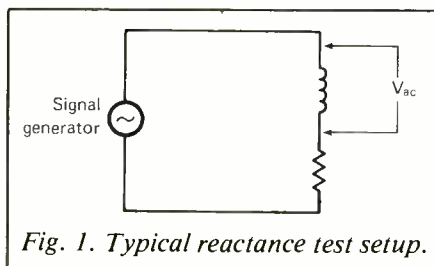 Signal
generator
Vac
Fig. 1. Typical reactance test setup.